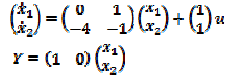 (ẋ₁ ẋ₂) = (0 1 −4 −1)(x₁ x₂) + (1 1) u
Y = (1 0)(x₁ x₂)